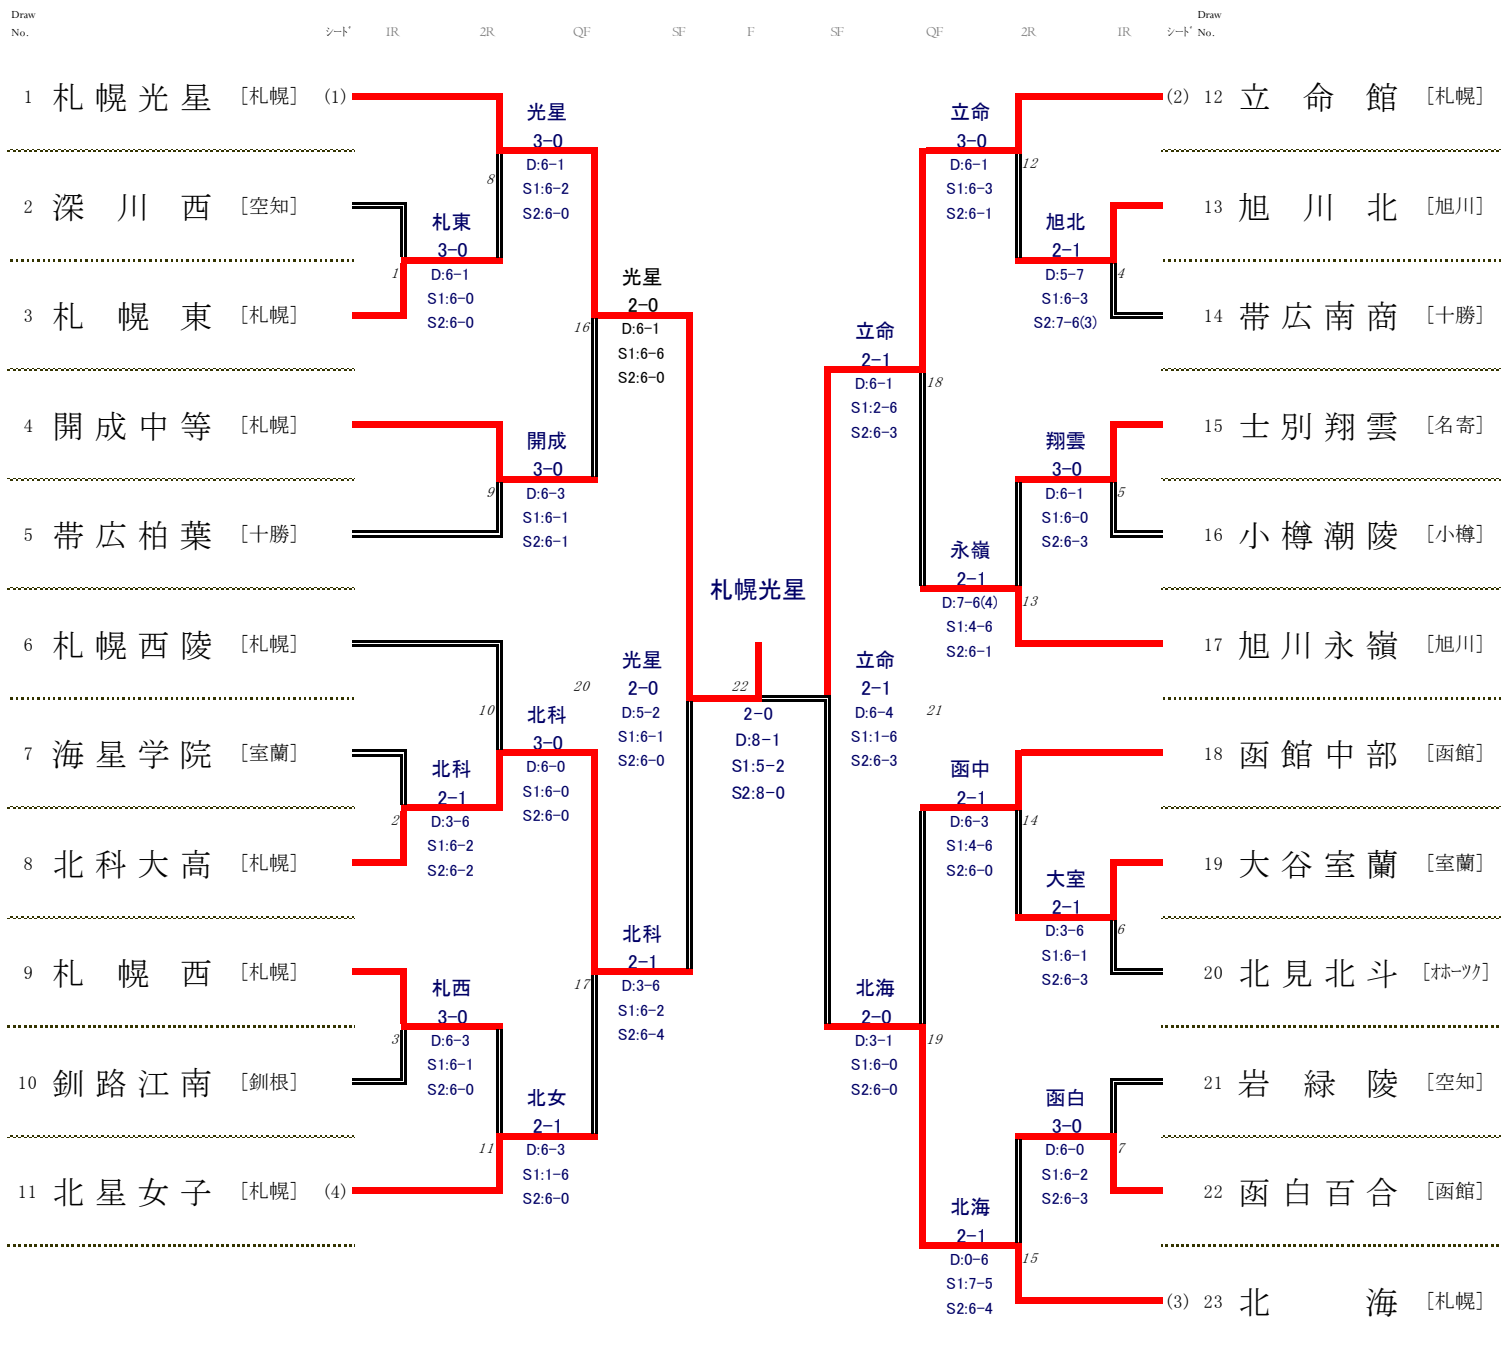 Draw
No.
シード 1R 2R QF SF F SF QF 2R 1R シード
Draw
No.
1 札幌光星 [札幌] (1)
2 深川西 [空知]
3 札幌東 [札幌]
4 開成中等 [札幌]
5 帯広柏葉 [十勝]
6 札幌西陵 [札幌]
7 海星学院 [室蘭]
8 北科大高 [札幌]
9 札幌西 [札幌]
10 釧路江南 [釧根]
11 北星女子 [札幌] (4)
1
札東
3-0
D:6-1
S1:6-0
S2:6-0
2
北科
2-1
D:3-6
S1:6-2
S2:6-2
3
札西
3-0
D:6-3
S1:6-1
S2:6-0
8
光星
3-0
D:6-1
S1:6-2
S2:6-0
9
開成
3-0
D:6-3
S1:6-1
S2:6-1
10
北科
3-0
D:6-0
S1:6-0
S2:6-0
11
北女
2-1
D:6-3
S1:1-6
S2:6-0
16
光星
2-0
D:6-1
S1:6-6
S2:6-0
17
北科
2-1
D:3-6
S1:6-2
S2:6-4
20
光星
2-0
D:5-2
S1:6-1
S2:6-0
札幌光星
22
2-0
D:8-1
S1:5-2
S2:8-0
21
立命
2-1
D:6-4
S1:1-6
S2:6-3
18
立命
2-1
D:6-1
S1:2-6
S2:6-3
19
北海
2-0
D:3-1
S1:6-0
S2:6-0
12
立命
3-0
D:6-1
S1:6-3
S2:6-1
13
永嶺
2-1
D:7-6(4)
S1:4-6
S2:6-1
14
函中
2-1
D:6-3
S1:4-6
S2:6-0
15
北海
2-1
D:0-6
S1:7-5
S2:6-4
4
旭北
2-1
D:5-7
S1:6-3
S2:7-6(3)
5
翔雲
3-0
D:6-1
S1:6-0
S2:6-3
6
大室
2-1
D:3-6
S1:6-1
S2:6-3
7
函白
3-0
D:6-0
S1:6-2
S2:6-3
(2) 12 立命館 [札幌]
13 旭川北 [旭川]
14 帯広南商 [十勝]
15 士別翔雲 [名寄]
16 小樽潮陵 [小樽]
17 旭川永嶺 [旭川]
18 函館中部 [函館]
19 大谷室蘭 [室蘭]
20 北見北斗 [オホーツク]
21 岩緑陵 [空知]
22 函白百合 [函館]
(3) 23 北海 [札幌]